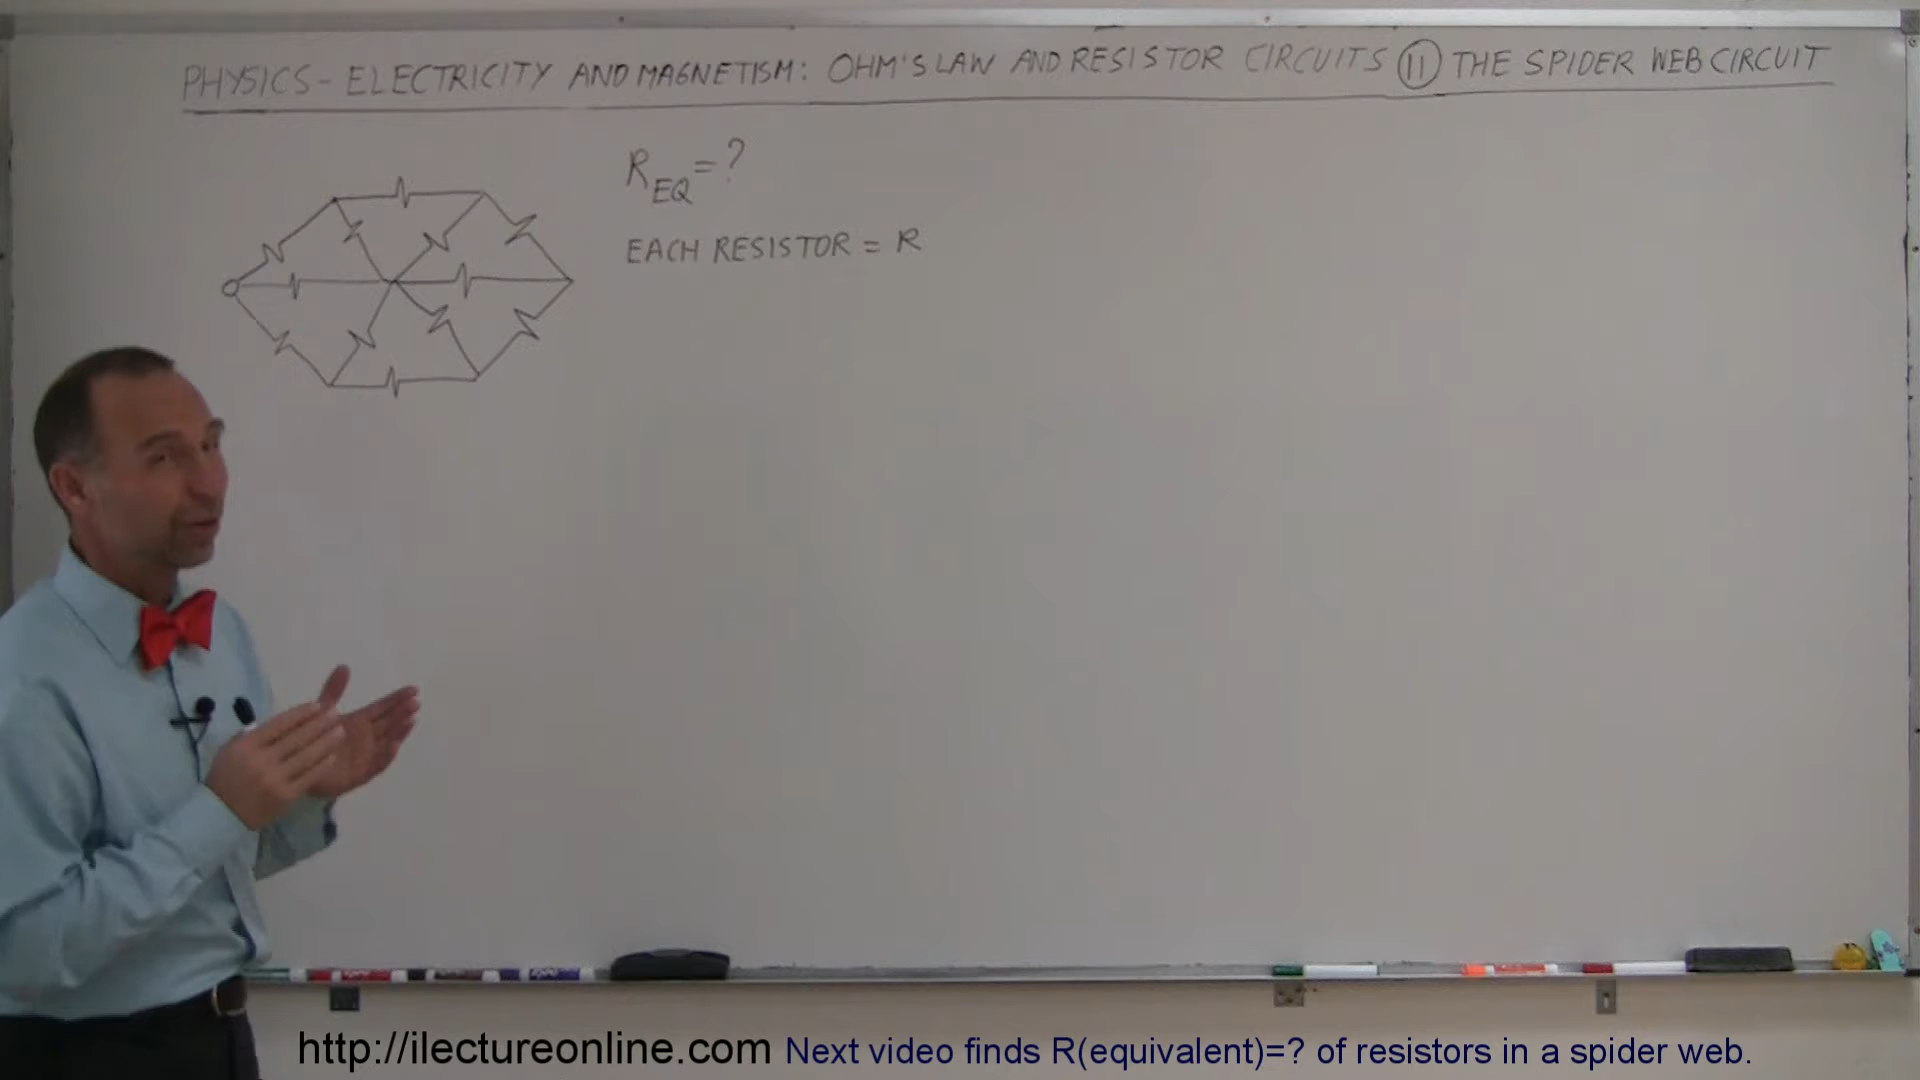 PHYSICS - ELECTRICITY AND MAGNETISM: OHM'S LAW AND RESISTOR CIRCUITS 11 THE SPIDER WEB CIRCUIT
R EQ = ?
EACH RESISTOR = R
http://ilectureonline.com Next video finds R(equivalent)=? of resistors in a spider web.